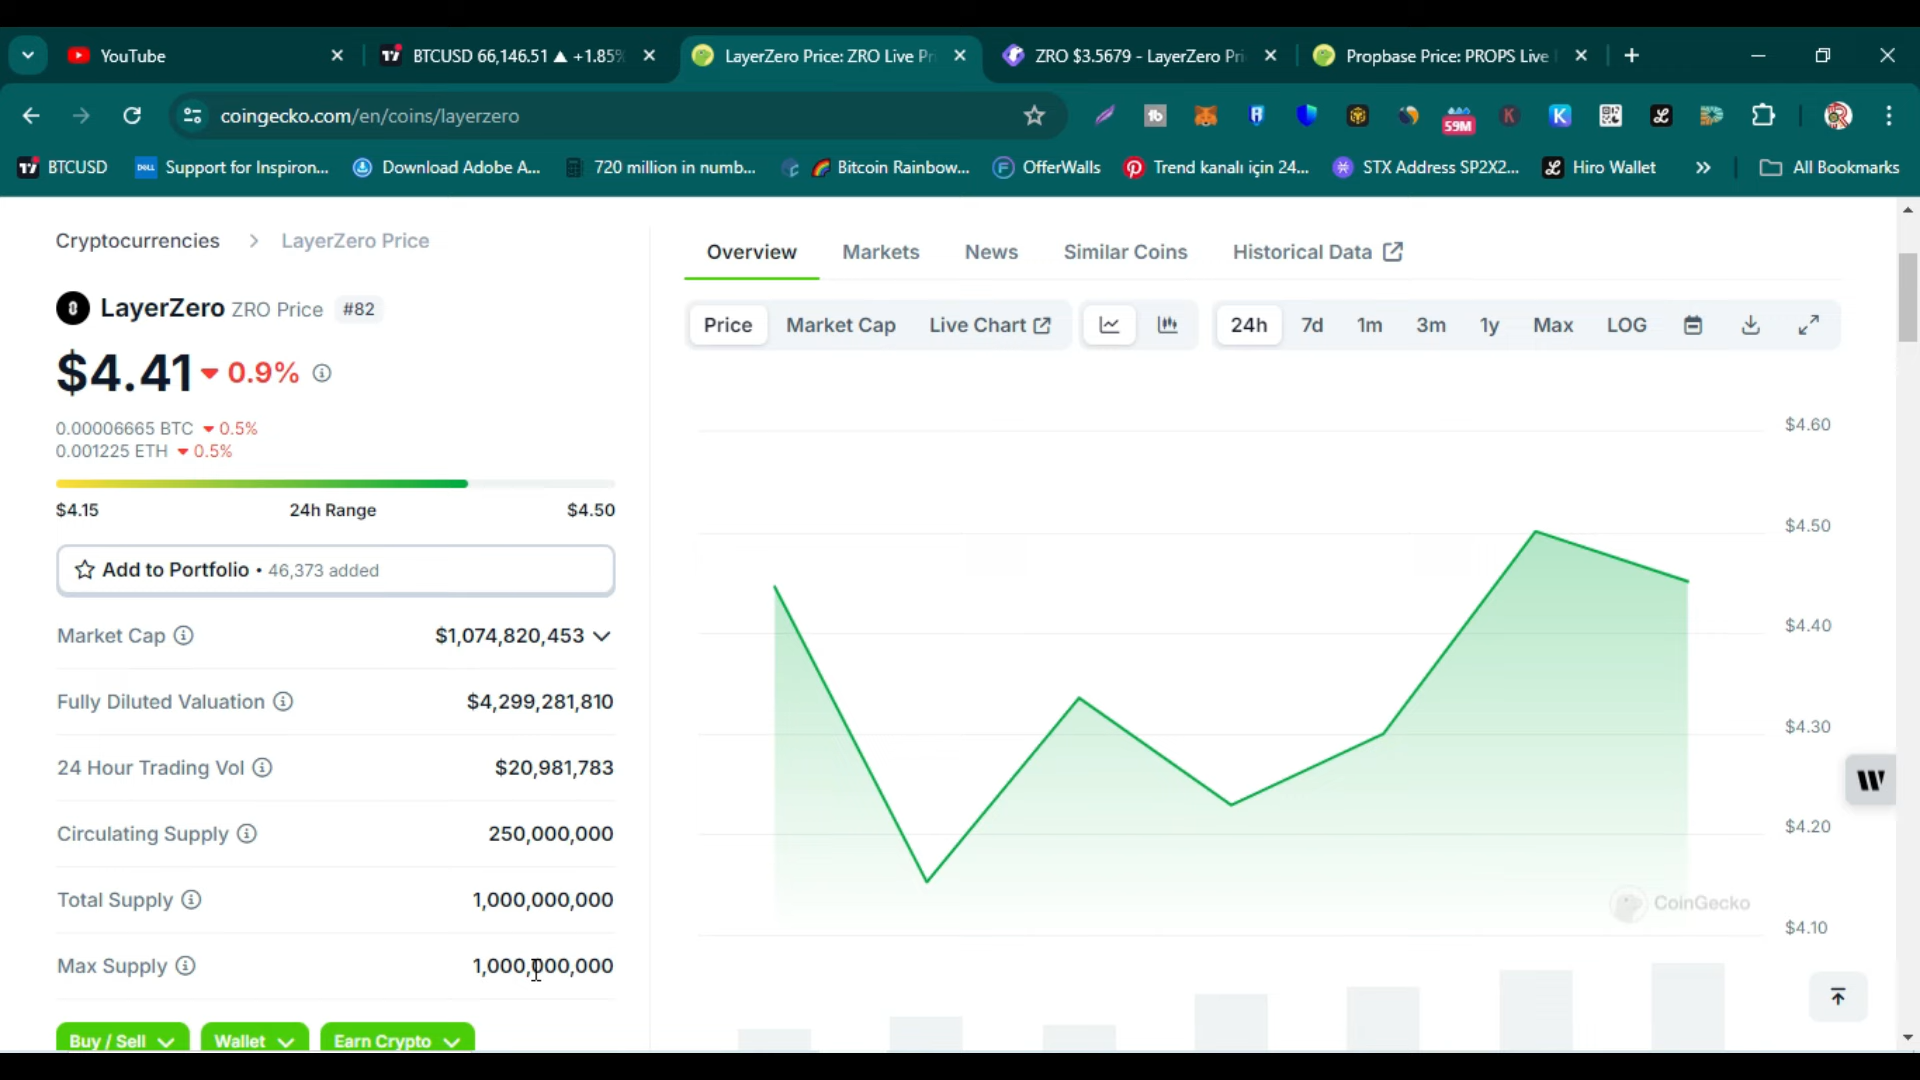 YouTube
BTCUSD 66,146.51 ▲ +1.85%
LayerZero Price: ZRO Live Pr
ZRO $3.5679 - LayerZero Pri
Propbase Price: PROPS Live
coingecko.com/en/coins/layerzero
59M
BTCUSD
Support for Inspiron...
Download Adobe A...
720 million in numb...
Bitcoin Rainbow...
OfferWalls
Trend kanalı için 24...
STX Address SP2X2...
Hiro Wallet
All Bookmarks
Cryptocurrencies > LayerZero Price
LayerZero ZRO Price #82
$4.41 ▼ 0.9%
0.00006665 BTC ▼ 0.5%
0.001225 ETH ▼ 0.5%
$4.15 24h Range $4.50
Add to Portfolio • 46,373 added
Market Cap $1,074,820,453
Fully Diluted Valuation $4,299,281,810
24 Hour Trading Vol $20,981,783
Circulating Supply 250,000,000
Total Supply 1,000,000,000
Max Supply 1,000,000,000
Buy / Sell Wallet Earn Crypto
Overview Markets News Similar Coins Historical Data
Price Market Cap Live Chart 24h 7d 1m 3m 1y Max LOG
$4.60
$4.50
$4.40
$4.30
$4.20
$4.10
CoinGecko